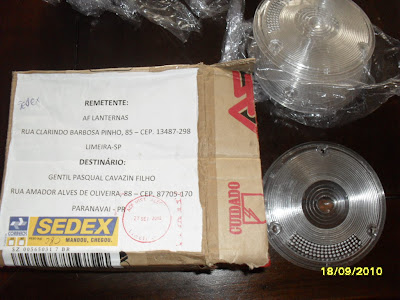 REMETENTE:
AF LANTERNAS
RUA CLARINDO BARBOSA PINHO, 85 – CEP. 13487-298
LIMEIRA-SP
DESTINÁRIO:
GENTIL PASQUAL CAVAZIN FILHO
RUA AMADOR ALVES DE OLIVEIRA, 88 – CEP. 87705-170
PARANAVAI - PR
SEDEX
MANDOU, CHEGOU.
CUIDADO
18/09/2010